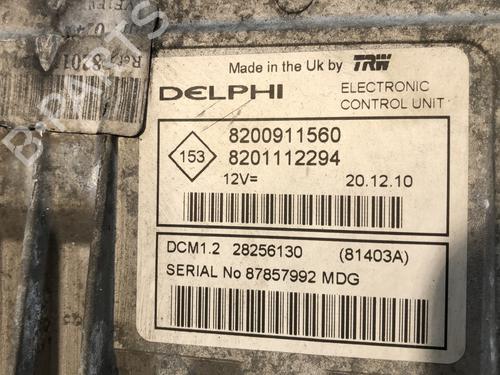 Made in the Uk by TRW
DELPHI
ELECTRONIC
CONTROL UNIT
153
8200911560
8201112294
12V=
20.12.10
DCM1.2 28256130 (81403A)
SERIAL No 87857992 MDG
B-PARTS